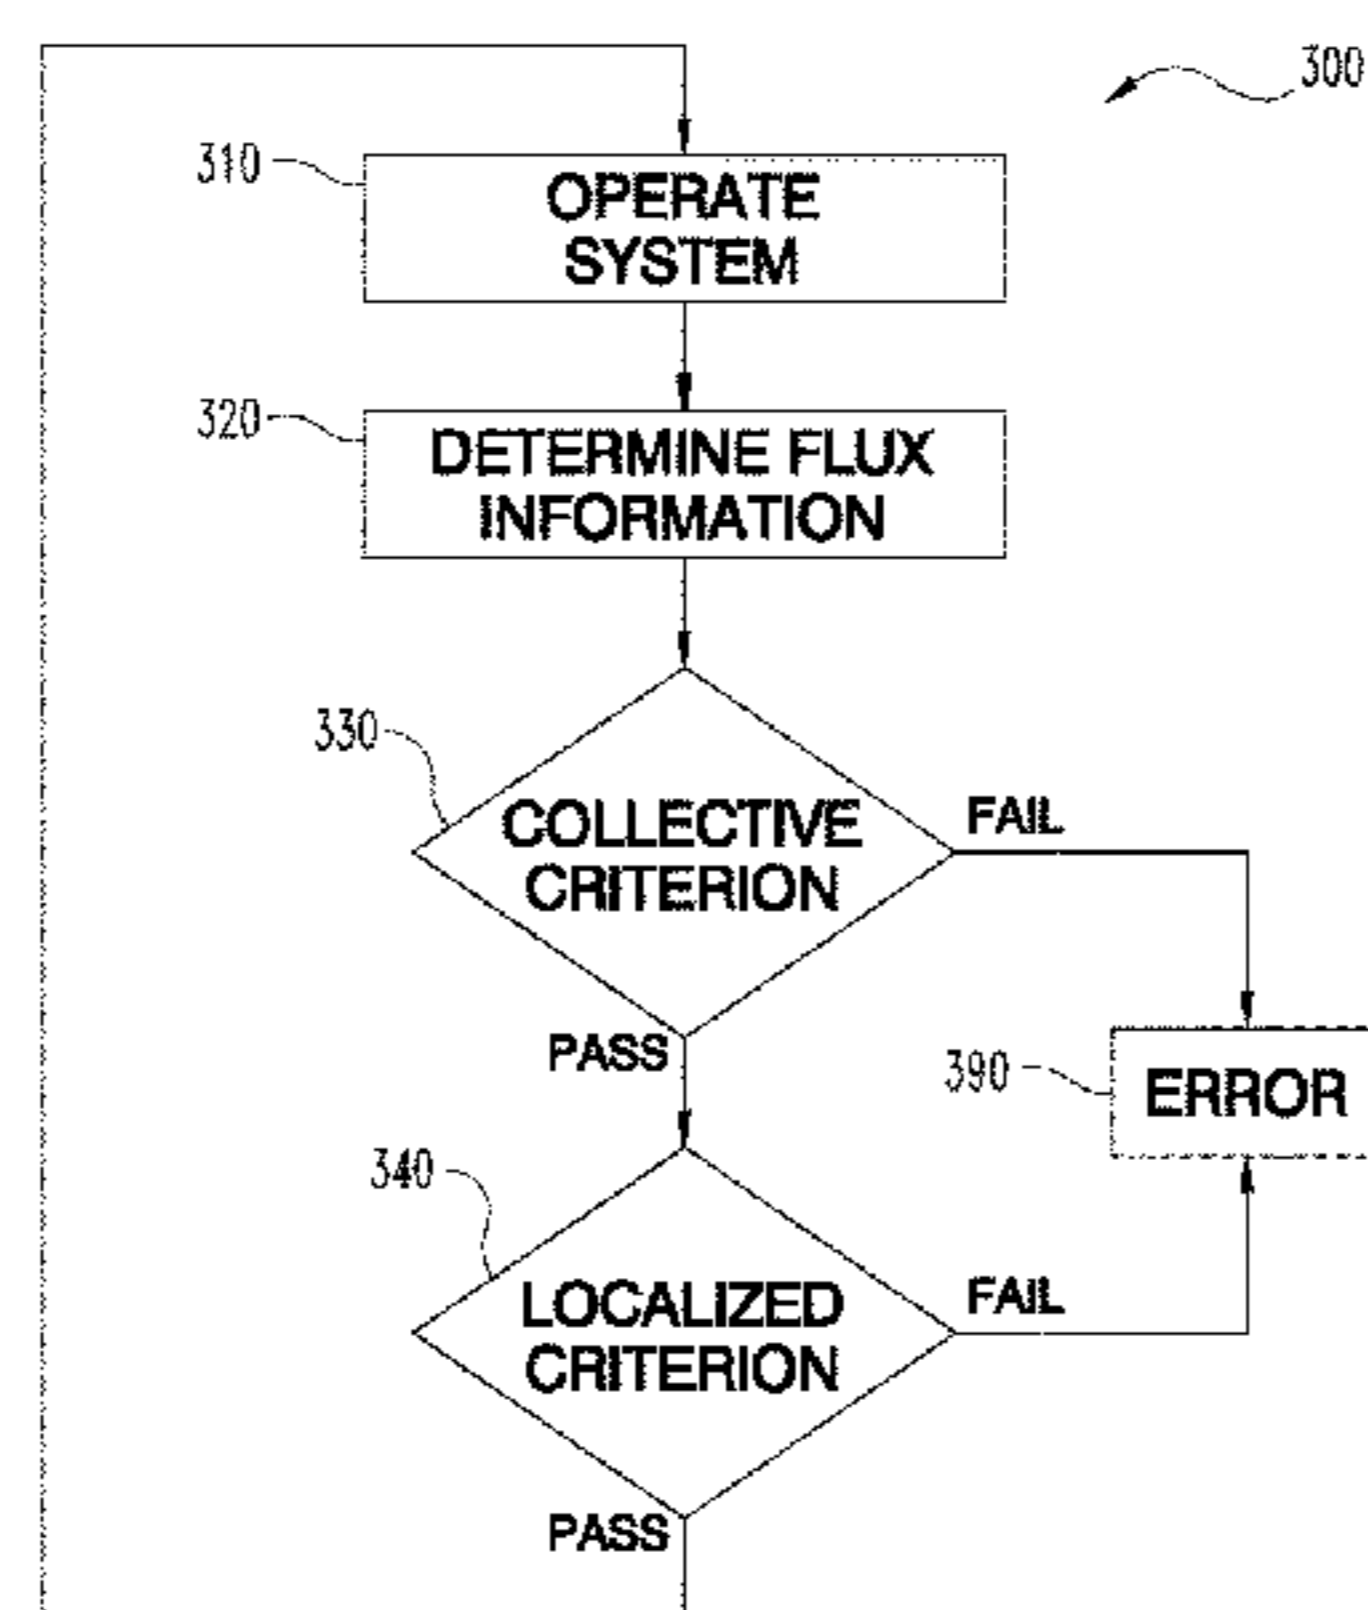 300
310
OPERATE
SYSTEM
320
DETERMINE FLUX
INFORMATION
330
COLLECTIVE
CRITERION
FAIL
PASS
390
ERROR
340
LOCALIZED
CRITERION
FAIL
PASS